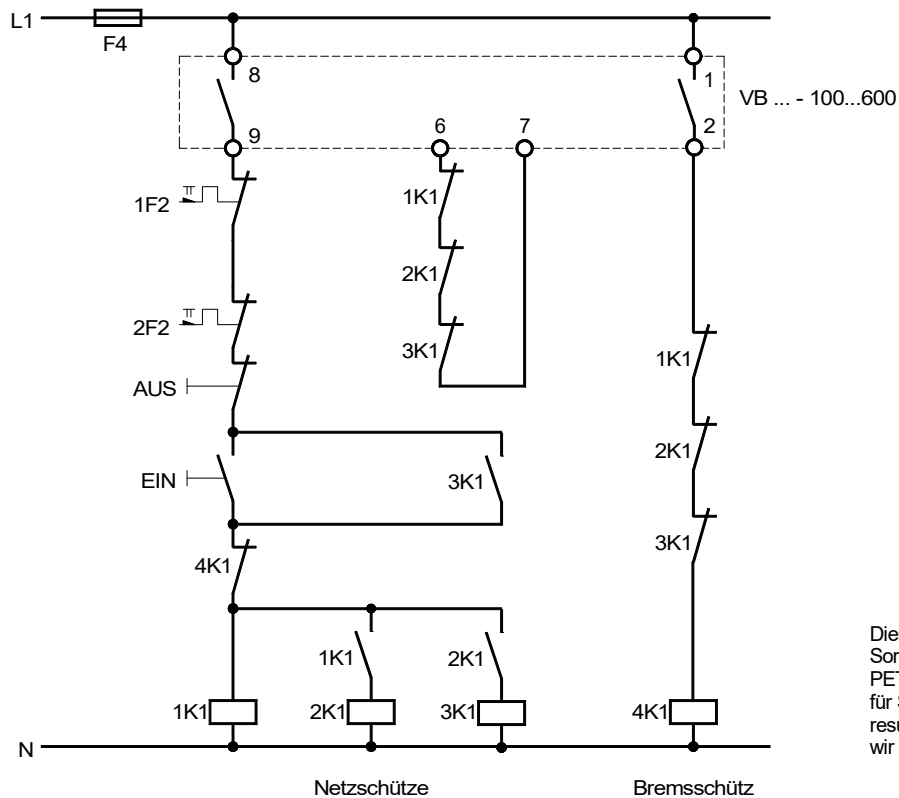 L1
F4
8
1
VB ... - 100...600
9
6
7
2
1F2
1K1
2K1
2F2
3K1
1K1
AUS
2K1
EIN
3K1
3K1
4K1
1K1
2K1
1K1
2K1
3K1
4K1
N
Netzschütze
Bremsschütz
Die
Sor
PET
für S
resu
wir